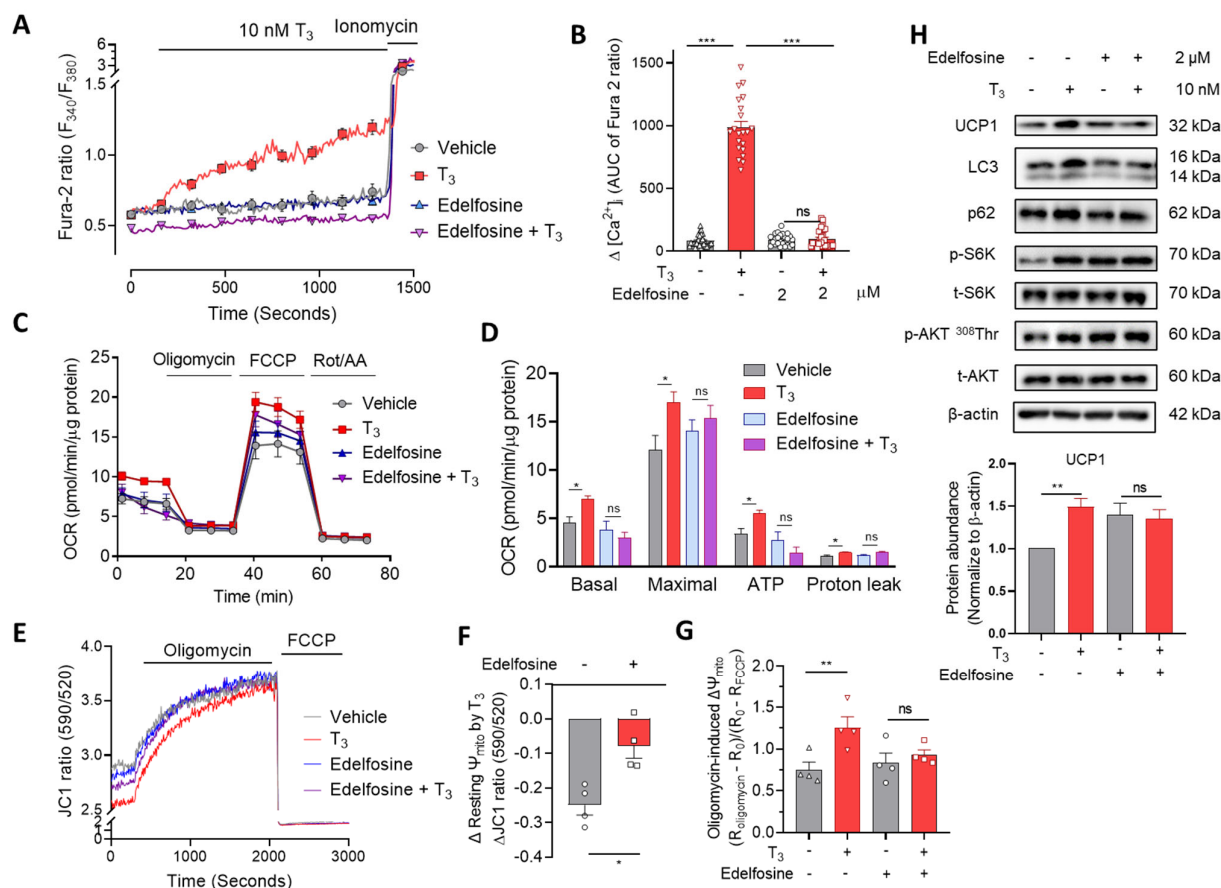 A
10 nM T3
Ionomycin
Fura-2 ratio (F340/F380)
6
3
1.5
1.0
0.5
0
500
1000
1500
Time (Seconds)
Vehicle
T3
Edelfosine
Edelfosine + T3
B
***
***
Δ [Ca2+]i (AUC of Fura 2 ratio)
1500
1000
500
0
ns
T3 - + - +
Edelfosine - - 2 2 μM
C
Oligomycin
FCCP
Rot/AA
OCR (pmol/min/μg protein)
25
20
15
10
5
0
0
20
40
60
80
Time (min)
Vehicle
T3
Edelfosine
Edelfosine + T3
D
OCR (pmol/min/μg protein)
20
15
10
5
0
*
ns
*
ns
*
ns
*
ns
Basal
Maximal
ATP
Proton leak
Vehicle
T3
Edelfosine
Edelfosine + T3
E
Oligomycin
FCCP
JC1 ratio (590/520)
4.0
3.5
3.0
2.5
2
1
0
0
1000
2000
3000
Time (Seconds)
Vehicle
T3
Edelfosine
Edelfosine + T3
F
Edelfosine - +
Δ Resting Ψmito by T3
ΔJC1 ratio (590/520)
0.0
-0.1
-0.2
-0.3
*
G
Oligomycin-induced ΔΨmito
(Roligomycin – R0)/(R0 - RFCCP)
2.0
1.5
1.0
0.5
0.0
**
ns
T3 - + - +
Edelfosine - - + +
H
Edelfosine - - + + 2 μM
T3 - + - + 10 nM
UCP1 32 kDa
LC3 16 kDa
14 kDa
p62 62 kDa
p-S6K 70 kDa
t-S6K 70 kDa
p-AKT 308Thr 60 kDa
t-AKT 60 kDa
β-actin 42 kDa
UCP1
Protein abundance
(Normalize to β-actin)
2.0
1.5
1.0
0.5
0.0
**
ns
T3 - + - +
Edelfosine - - + +